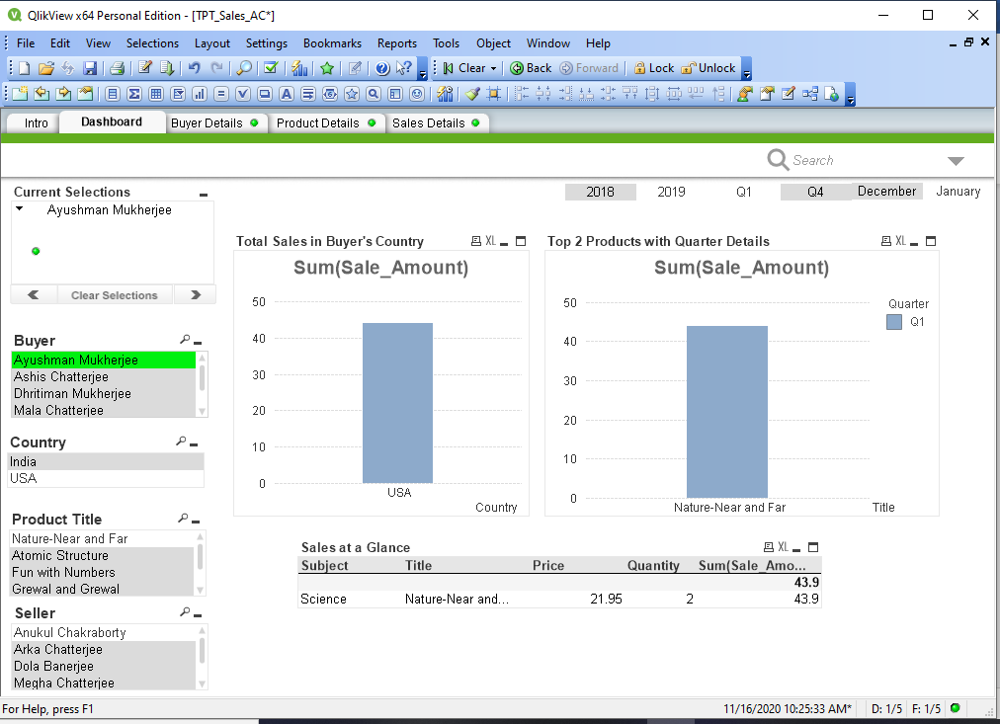 QlikView x64 Personal Edition - [TPT_Sales_AC*]
File Edit View Selections Layout Settings Bookmarks Reports Tools Object Window Help
Clear Back Forward Lock Unlock
Intro Dashboard Buyer Details Product Details Sales Details
Search
Current Selections
2018 2019 Q1 Q4 December January
Ayushman Mukherjee
Clear Selections
Total Sales in Buyer's Country XL
Sum(Sale_Amount)
50
40
30
20
10
0
USA
Country
Top 2 Products with Quarter Details XL
Sum(Sale_Amount)
50
40
30
20
10
0
Nature-Near and Far
Title
Quarter
Q1
Buyer
Ayushman Mukherjee
Ashis Chatterjee
Dhritiman Mukherjee
Mala Chatterjee
Country
India
USA
Product Title
Nature-Near and Far
Atomic Structure
Fun with Numbers
Grewal and Grewal
Seller
Anukul Chakraborty
Arka Chatterjee
Dola Banerjee
Megha Chatterjee
Sales at a Glance XL
Subject Title Price Quantity Sum(Sale_Amo...
43.9
Science Nature-Near and... 21.95 2 43.9
For Help, press F1 11/16/2020 10:25:33 AM* D: 1/5 F: 1/5